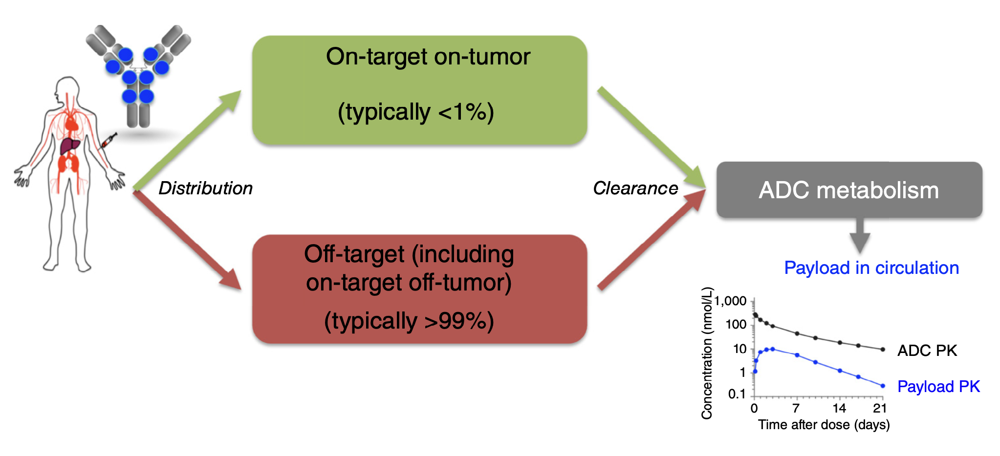 On-target on-tumor
(typically <1%)
Distribution
Clearance
ADC metabolism
Off-target (including
on-target off-tumor)
(typically >99%)
Payload in circulation
Concentration (nmol/L)
1,000
100
10
1
0.1
0
7
14
21
Time after dose (days)
ADC PK
Payload PK